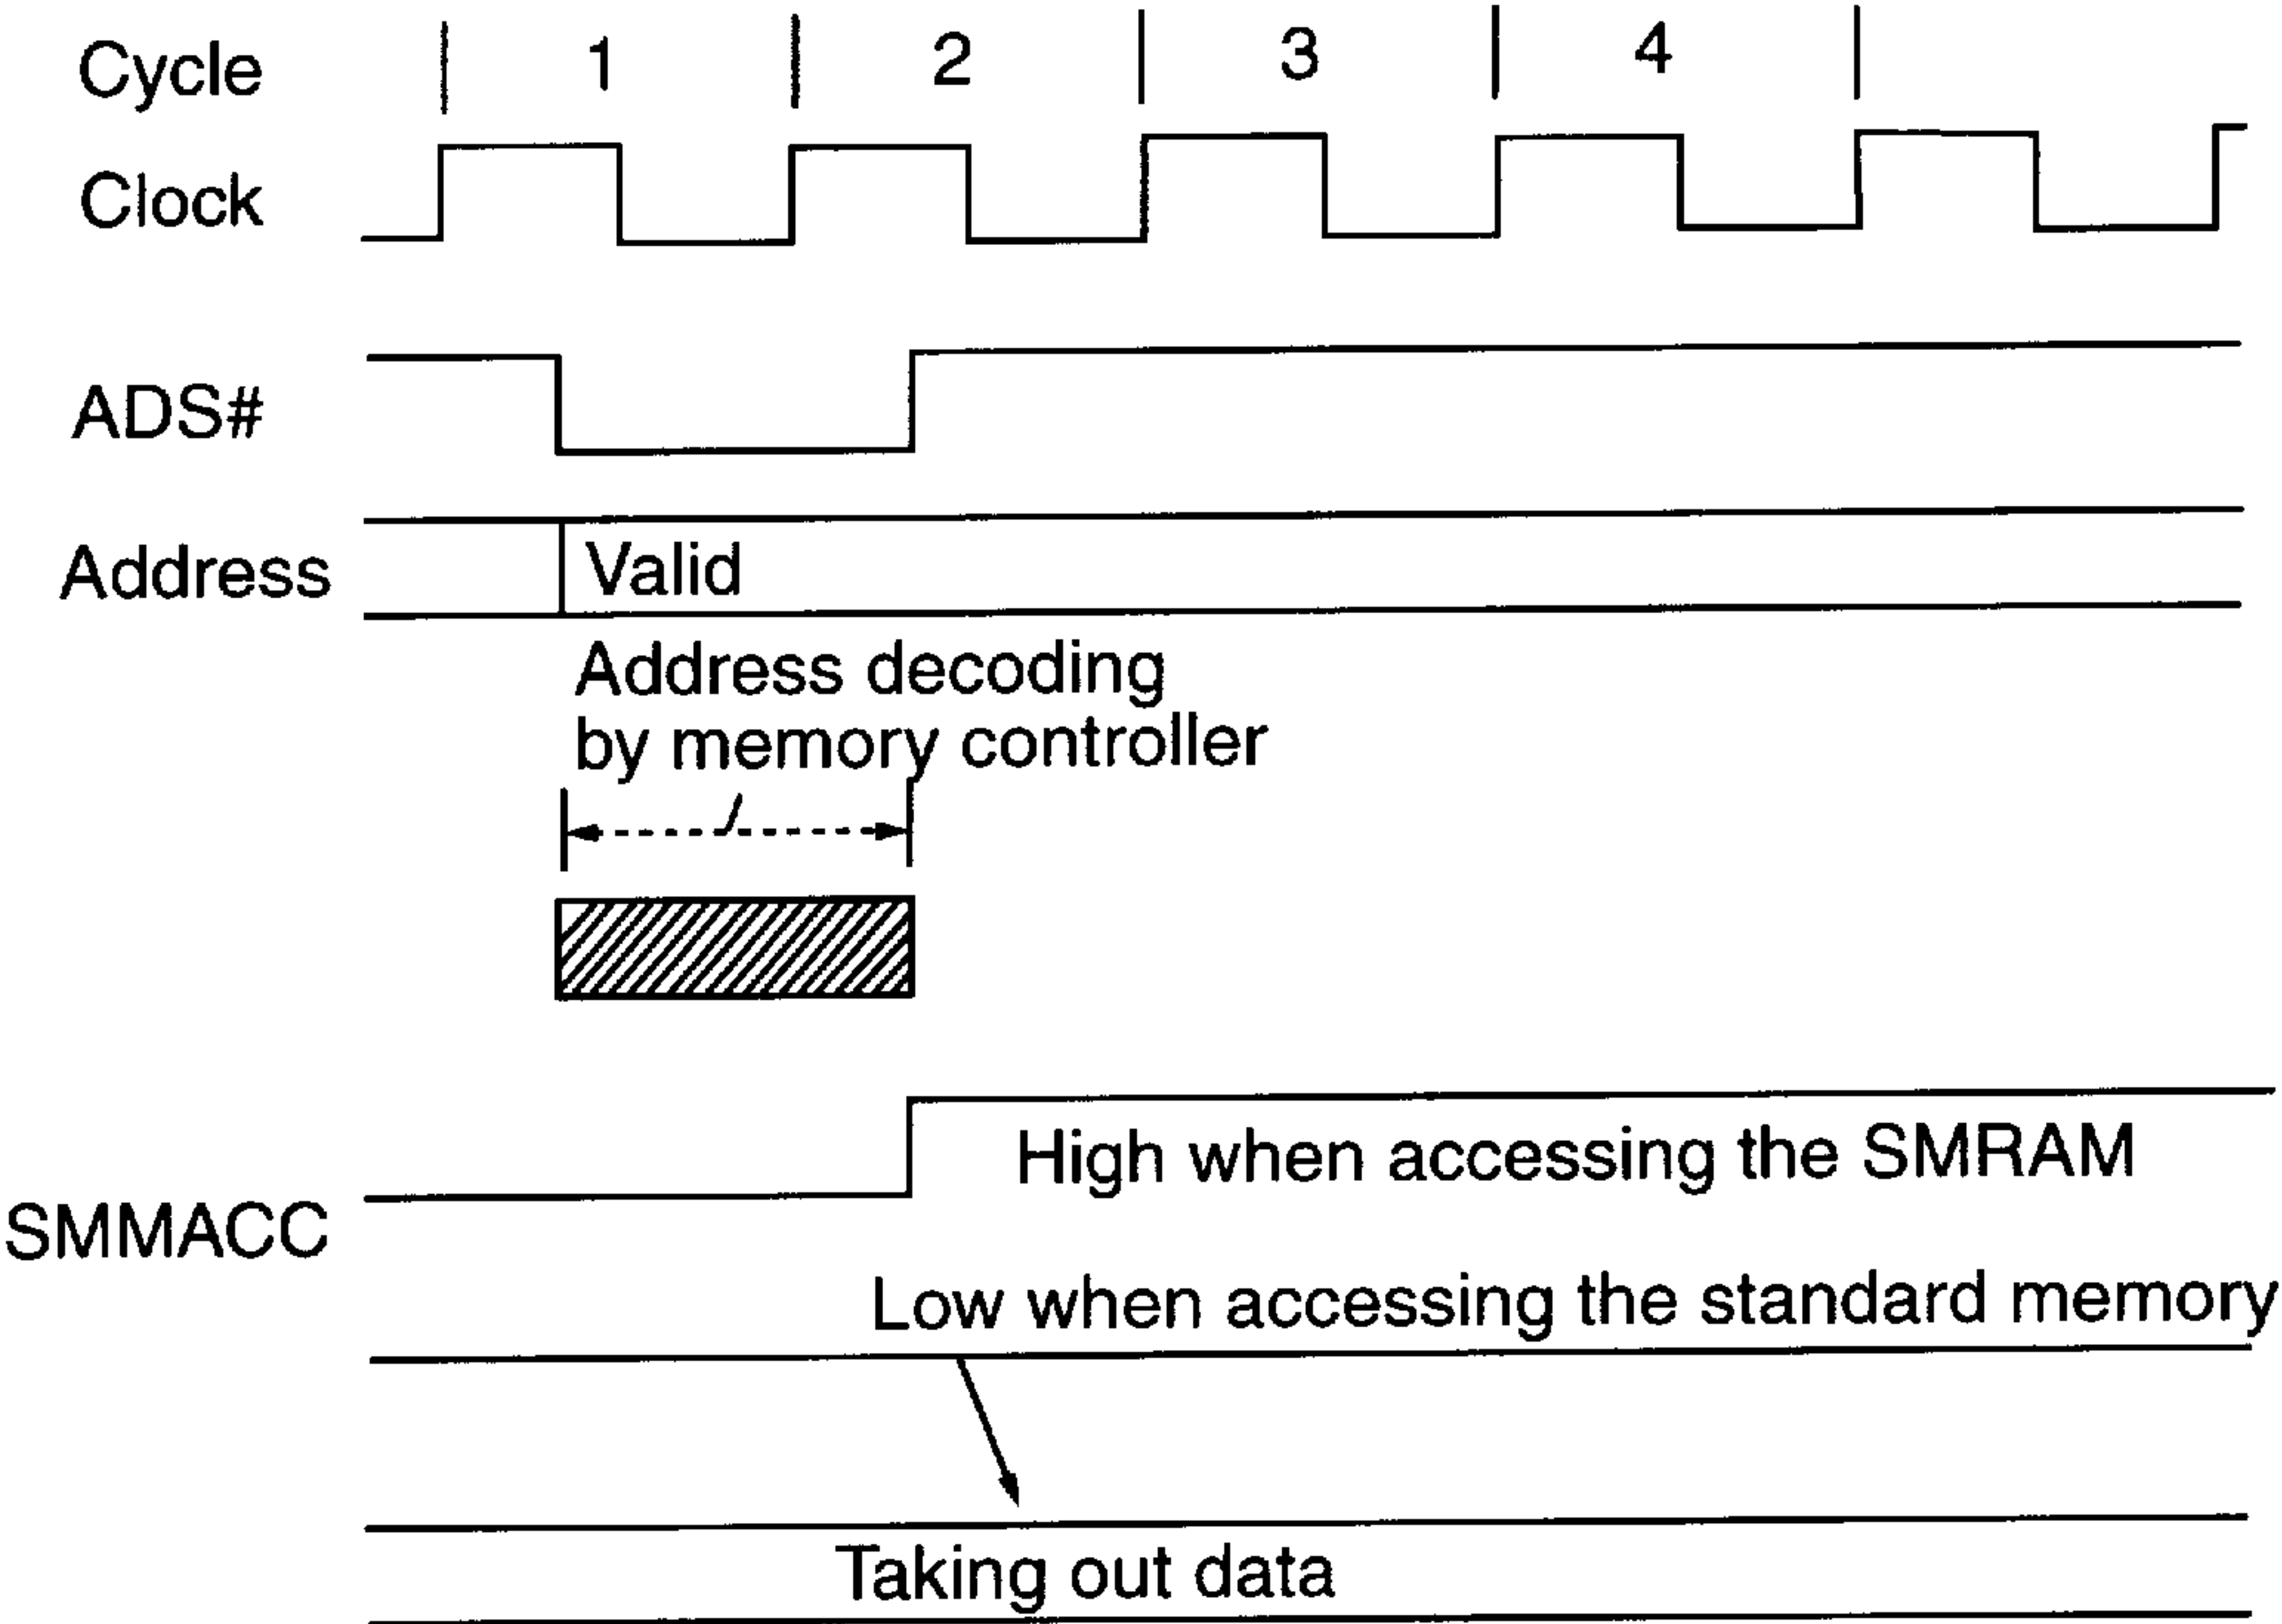 Cycle 1 2 3 4
Clock
ADS#
Address Valid
Address decoding
by memory controller
High when accessing the SMRAM
SMMACC
Low when accessing the standard memory
Taking out data